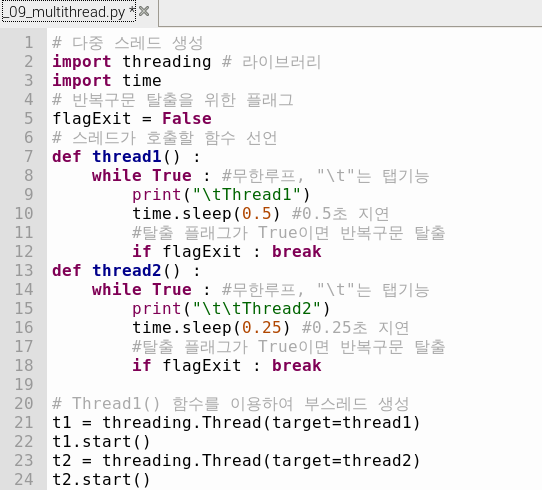 _09_multithread.py *
1 # 다중 스레드 생성
2 import threading # 라이브러리
3 import time
4 # 반복구문 탈출을 위한 플래그
5 flagExit = False
6 # 스레드가 호출할 함수 선언
7 def thread1() :
8     while True : #무한루프, "\t"는 탭기능
9         print("\tThread1")
10         time.sleep(0.5) #0.5초 지연
11         #탈출 플래그가 True이면 반복구문 탈출
12         if flagExit : break
13 def thread2() :
14     while True : #무한루프, "\t"는 탭기능
15         print("\t\tThread2")
16         time.sleep(0.25) #0.25초 지연
17         #탈출 플래그가 True이면 반복구문 탈출
18         if flagExit : break
19
20 # Thread1() 함수를 이용하여 부스레드 생성
21 t1 = threading.Thread(target=thread1)
22 t1.start()
23 t2 = threading.Thread(target=thread2)
24 t2.start()